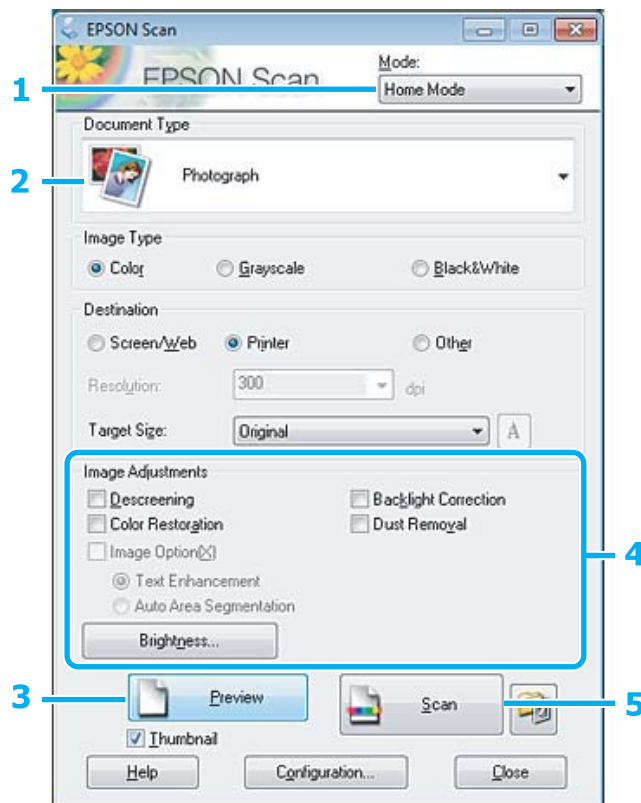 EPSON Scan
EPSON Scan
Mode:
1
Home Mode
Document Type
2
Photograph
Image Type
Color Grayscale Black&White
Destination
Screen/Web Printer Other
Resolution: 300 dpi
Target Size: Original A
Image Adjustments
Descreening Backlight Correction
Color Restoration Dust Removal
Image Option(X)
4
Text Enhancement
Auto Area Segmentation
Brightness...
3 Preview Scan 5
Thumbnail
Help Configuration... Close